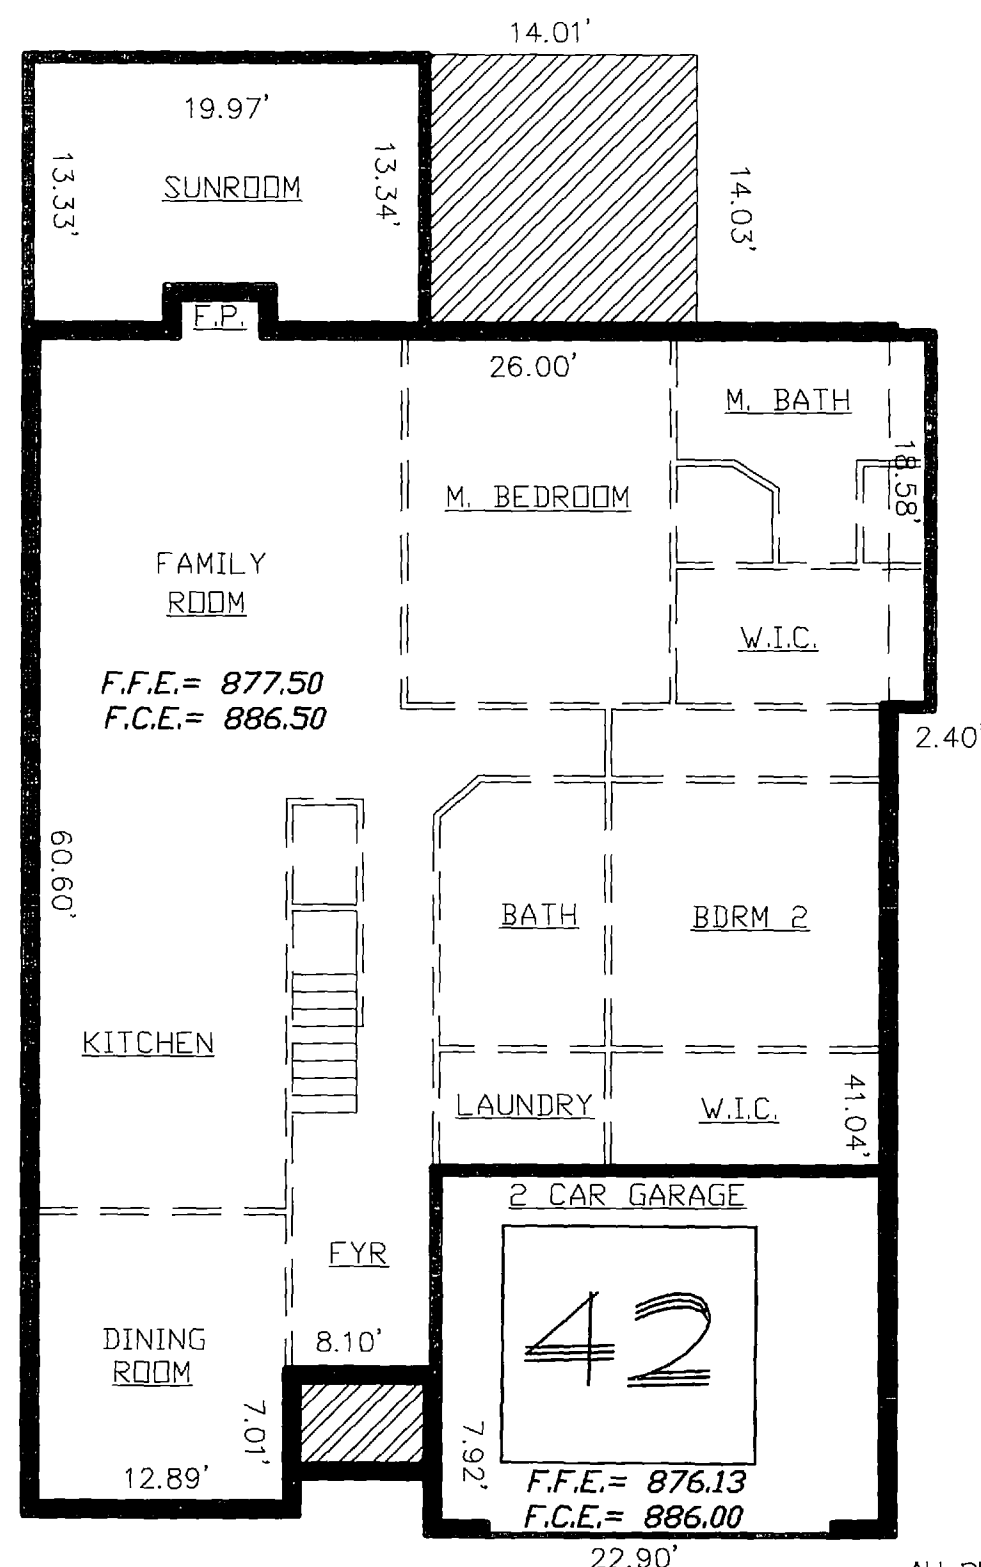 14.01'
19.97'
13.33'
13.34'
SUNROOM
14.03'
F.P.
26.00'
M. BATH
18.58'
M. BEDROOM
FAMILY
ROOM
W.I.C.
F.F.E.= 877.50
F.C.E.= 886.50
2.40'
60.60'
BATH
BDRM 2
KITCHEN
41.04'
LAUNDRY
W.I.C.
2 CAR GARAGE
FYR
42
DINING
ROOM
8.10'
7.01'
7.92'
12.89'
F.F.E.= 876.13
F.C.E.= 886.00
22.90'